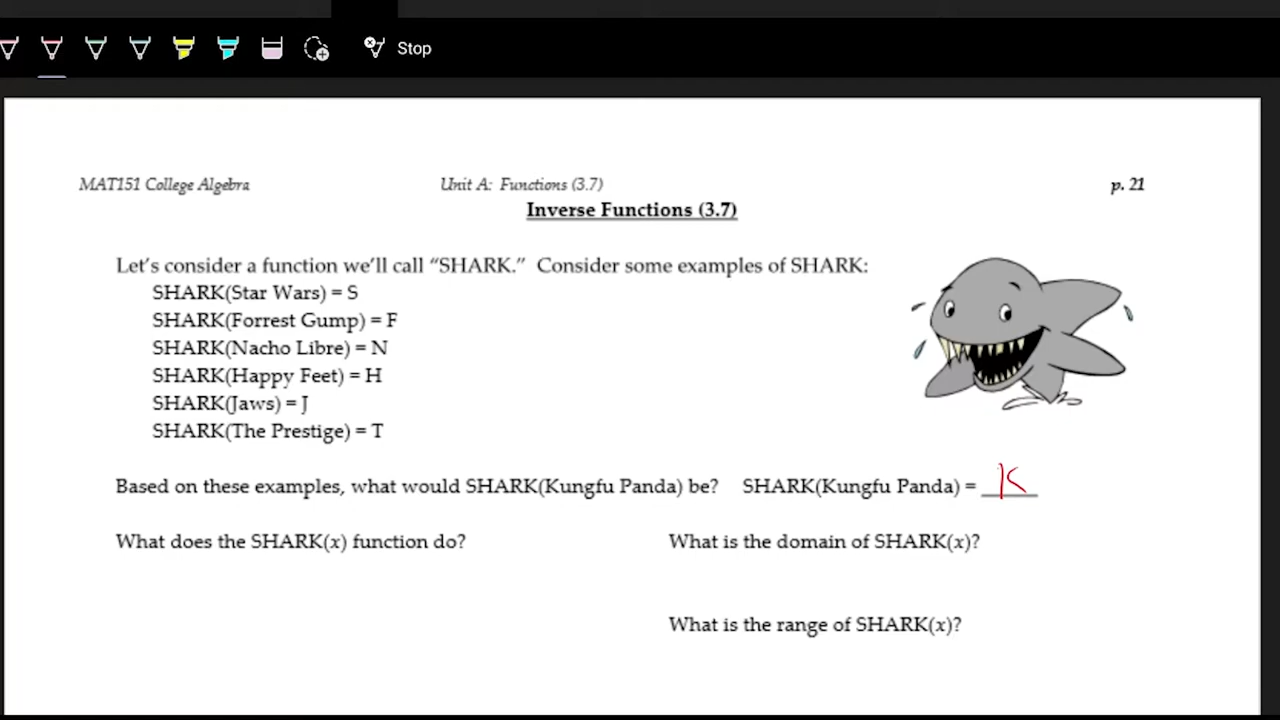 Stop
MAT151 College Algebra Unit A: Functions (3.7) p. 21
Inverse Functions (3.7)
Let’s consider a function we’ll call “SHARK.” Consider some examples of SHARK:
SHARK(Star Wars) = S
SHARK(Forrest Gump) = F
SHARK(Nacho Libre) = N
SHARK(Happy Feet) = H
SHARK(Jaws) = J
SHARK(The Prestige) = T
Based on these examples, what would SHARK(Kungfu Panda) be? SHARK(Kungfu Panda) = K
What does the SHARK(x) function do? What is the domain of SHARK(x)?
What is the range of SHARK(x)?